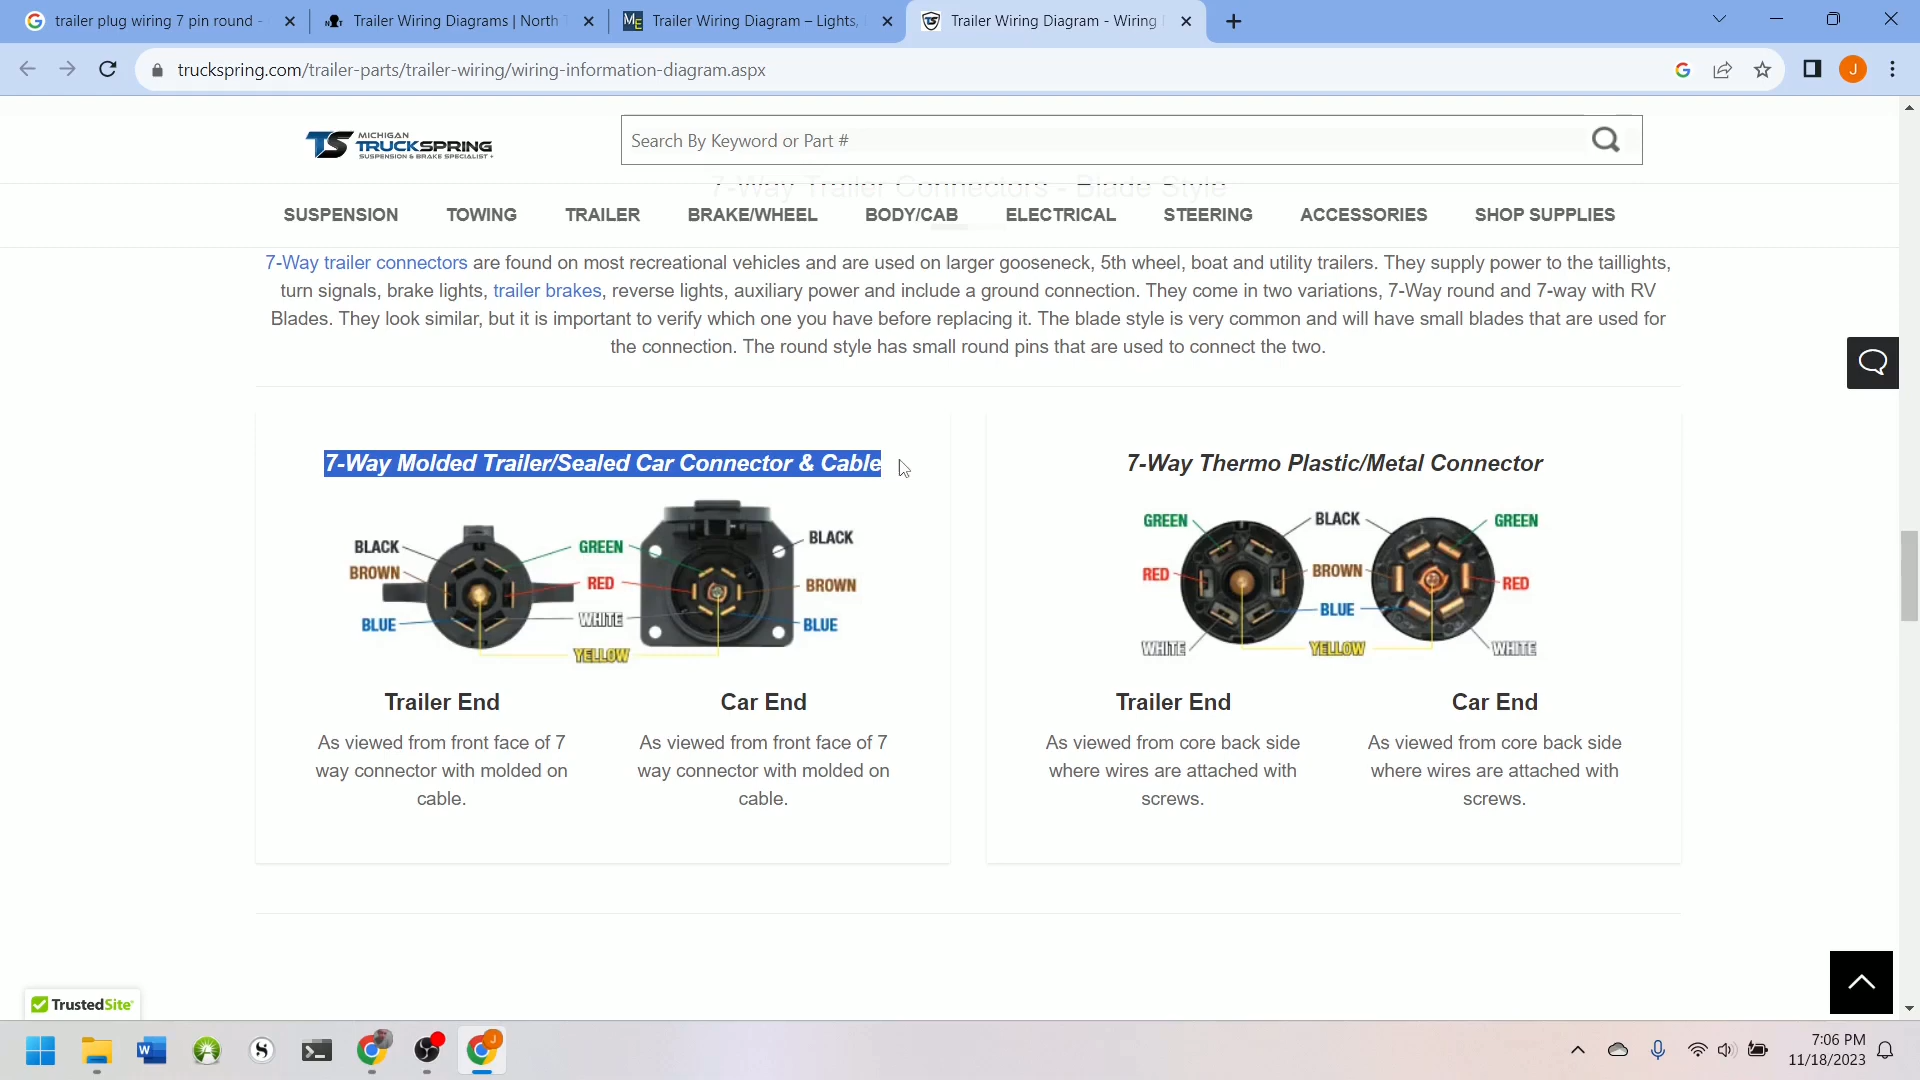 trailer plug wiring 7 pin round -
Trailer Wiring Diagrams | North T
ME Trailer Wiring Diagram – Lights,
TS Trailer Wiring Diagram - Wiring
truckspring.com/trailer-parts/trailer-wiring/wiring-information-diagram.aspx
J
TS MICHIGAN
TRUCKSPRING
SUSPENSION & BRAKE SPECIALIST +
Search By Keyword or Part #
7-Way Trailer Connectors - Blade Style
SUSPENSION TOWING TRAILER BRAKE/WHEEL BODY/CAB ELECTRICAL STEERING ACCESSORIES SHOP SUPPLIES
7-Way trailer connectors are found on most recreational vehicles and are used on larger gooseneck, 5th wheel, boat and utility trailers. They supply power to the taillights,
turn signals, brake lights, trailer brakes, reverse lights, auxiliary power and include a ground connection. They come in two variations, 7-Way round and 7-way with RV
Blades. They look similar, but it is important to verify which one you have before replacing it. The blade style is very common and will have small blades that are used for
the connection. The round style has small round pins that are used to connect the two.
7-Way Molded Trailer/Sealed Car Connector & Cable
BLACK GREEN BLACK
BROWN RED BROWN
BLUE WHITE BLUE
YELLOW
Trailer End Car End
As viewed from front face of 7 As viewed from front face of 7
way connector with molded on way connector with molded on
cable. cable.
7-Way Thermo Plastic/Metal Connector
GREEN BLACK GREEN
RED BROWN RED
BLUE
WHITE YELLOW WHITE
Trailer End Car End
As viewed from core back side As viewed from core back side
where wires are attached with where wires are attached with
screws. screws.
TrustedSite
W S J
7:06 PM
11/18/2023